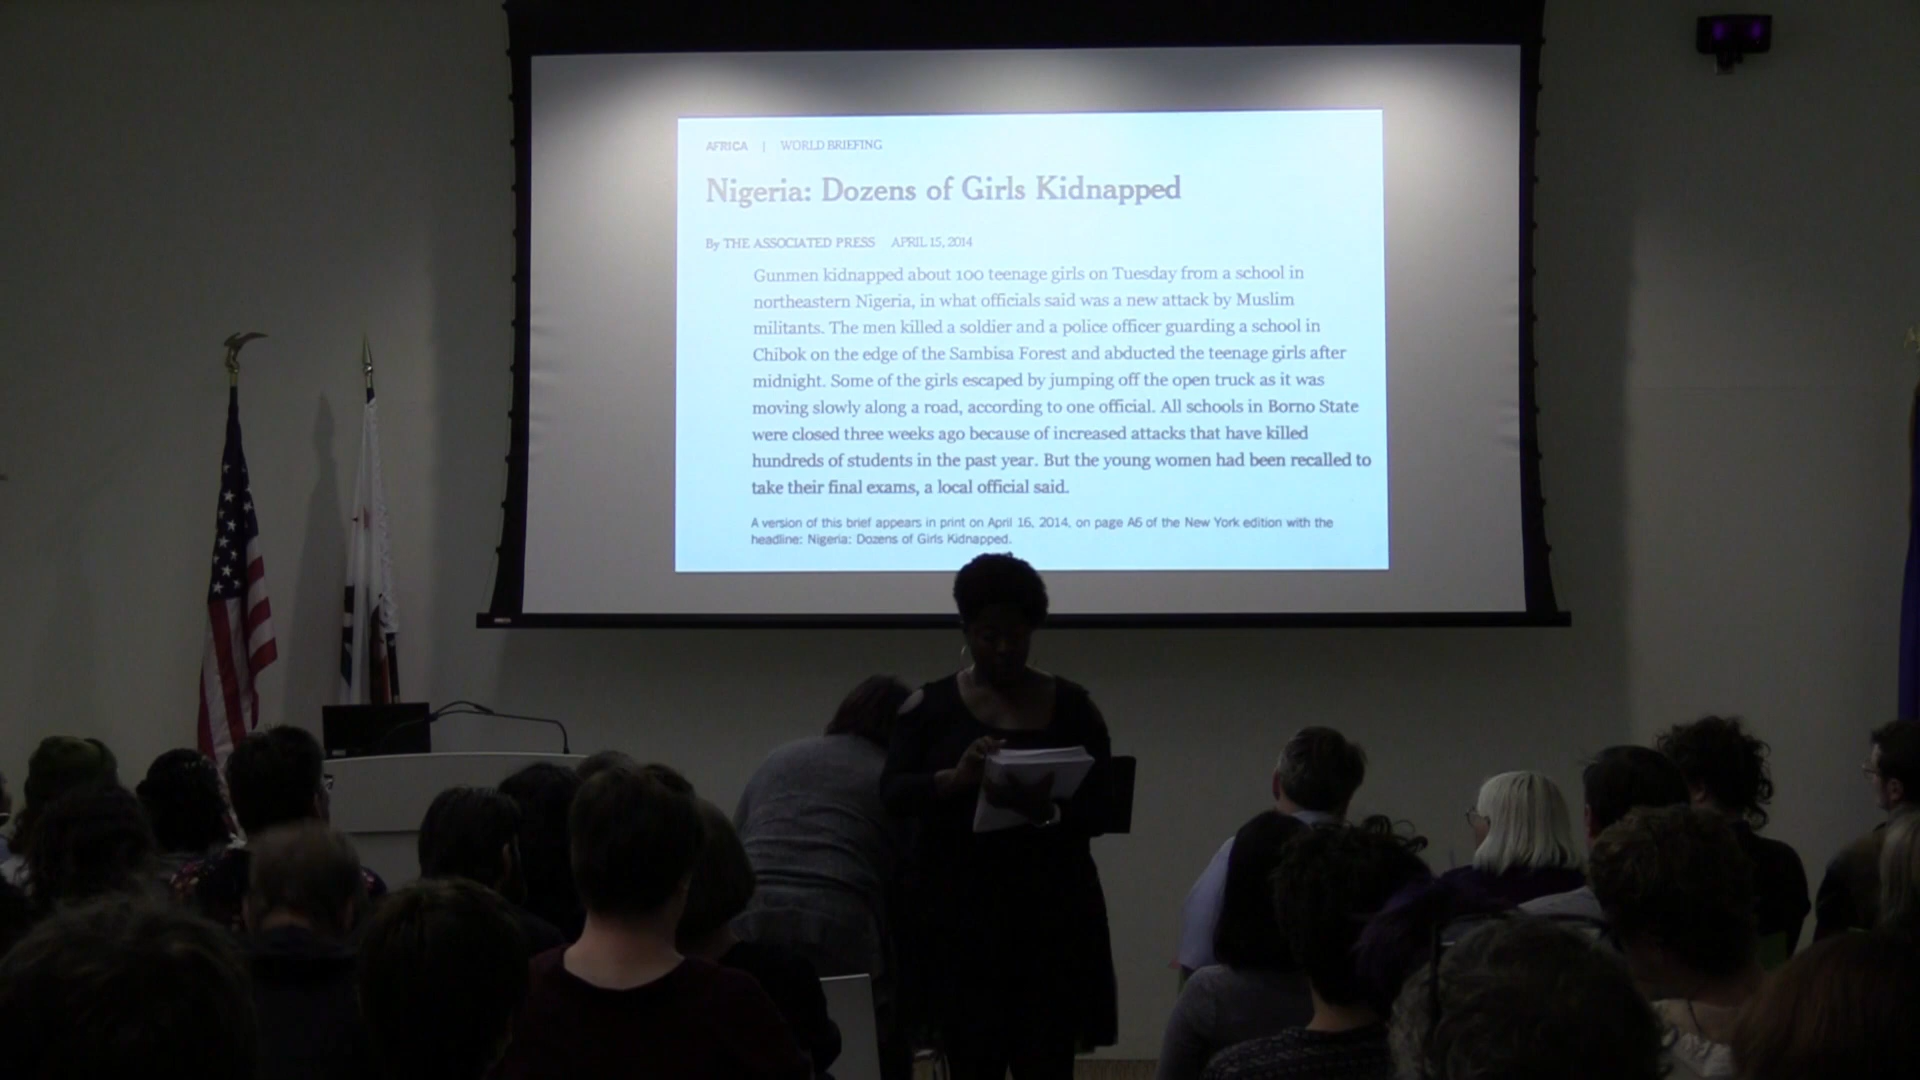 AFRICA | WORLD BRIEFING
Nigeria: Dozens of Girls Kidnapped
By THE ASSOCIATED PRESS APRIL 15, 2014
Gunmen kidnapped about 100 teenage girls on Tuesday from a school in
northeastern Nigeria, in what officials said was a new attack by Muslim
militants. The men killed a soldier and a police officer guarding a school in
Chibok on the edge of the Sambisa Forest and abducted the teenage girls after
midnight. Some of the girls escaped by jumping off the open truck as it was
moving slowly along a road, according to one official. All schools in Borno State
were closed three weeks ago because of increased attacks that have killed
hundreds of students in the past year. But the young women had been recalled to
take their final exams, a local official said.
A version of this brief appears in print on April 16, 2014, on page A6 of the New York edition with the
headline: Nigeria: Dozens of Girls Kidnapped.